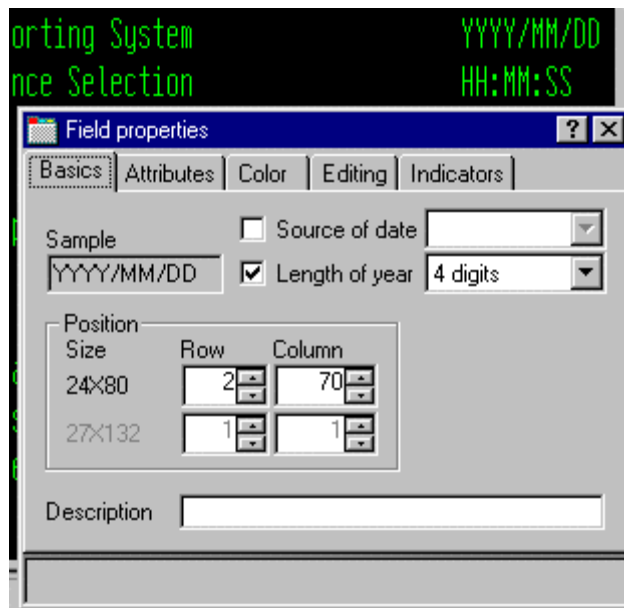 orting System YYYY/MM/DD
nce Selection HH:MM:SS
Field properties
Basics Attributes Color Editing Indicators
Sample
Source of date
YYYY/MM/DD
Length of year 4 digits
Position
Size Row Column
24X80 2 70
27X132 1 1
Description